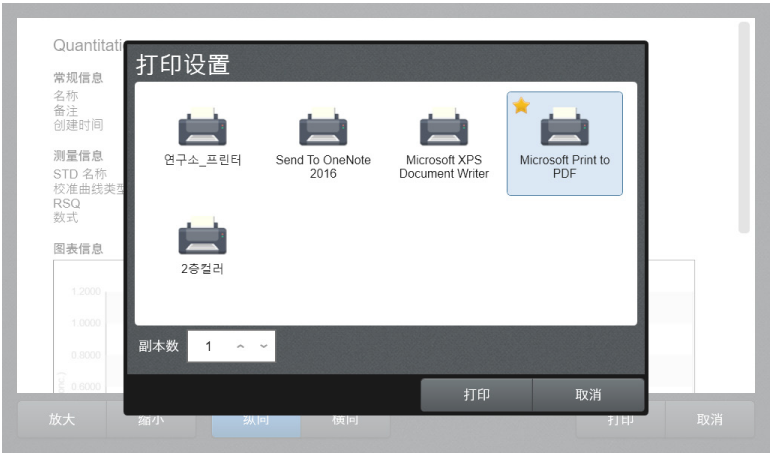 Quantitati
打印设置
常规信息
名称
备注
创建时间
测量信息
STD 名称
校准曲线类型
RSQ
数式
图表信息
연구소_프린터
Send To OneNote
2016
Microsoft XPS
Document Writer
Microsoft Print to
PDF
2층컬러
1.2000
1.0000
0.8000
0.6000
副本数 1
打印 取消
放大 缩小 纵向 横向 打印 取消